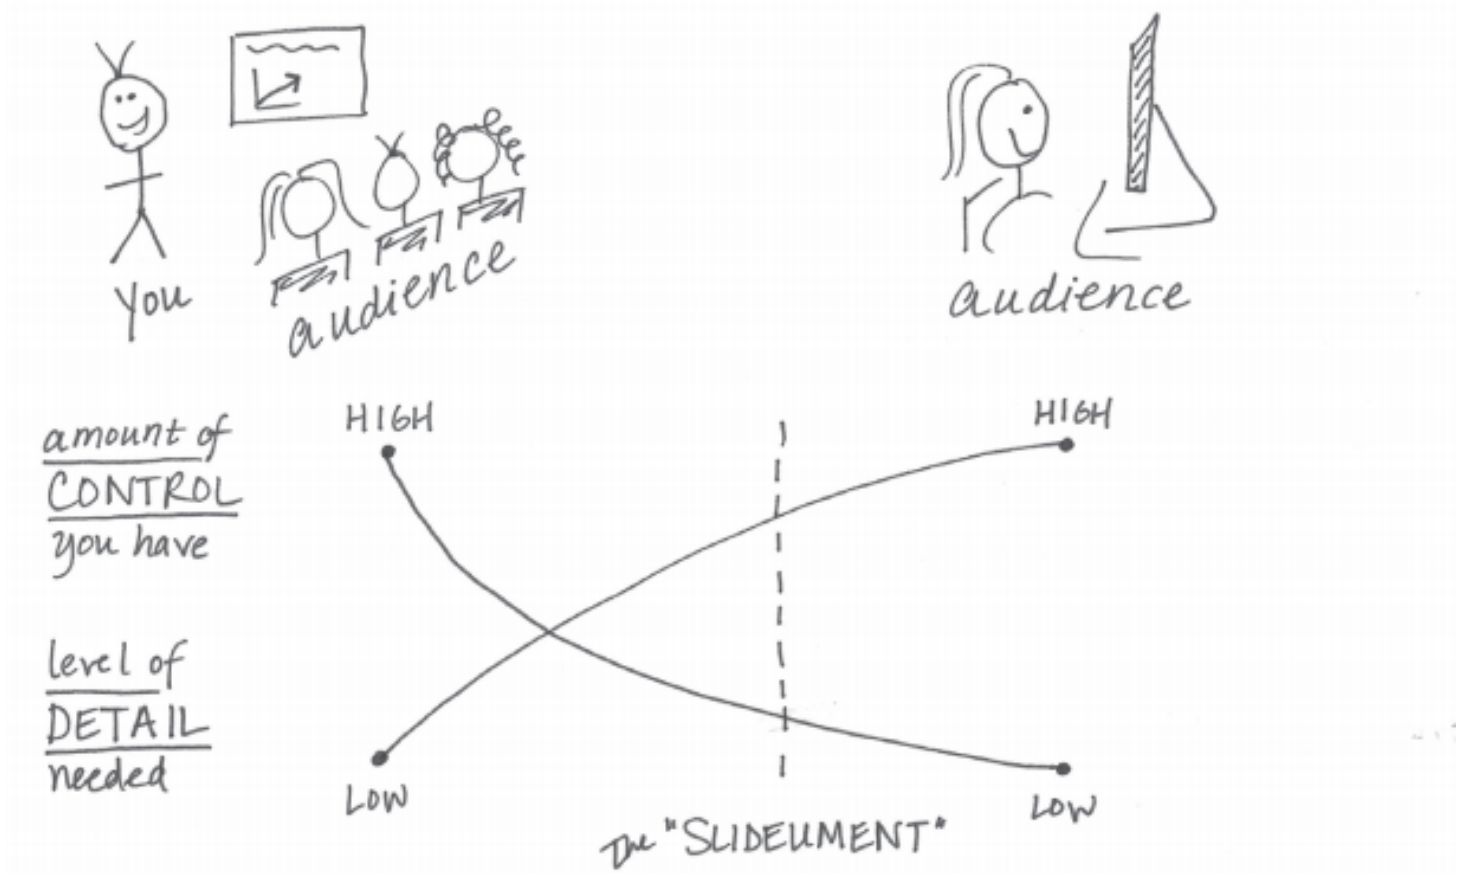 you
audience
audience
amount of
CONTROL
you have
HIGH
HIGH
level of
DETAIL
needed
LOW
LOW
The "SLIDEUMENT"